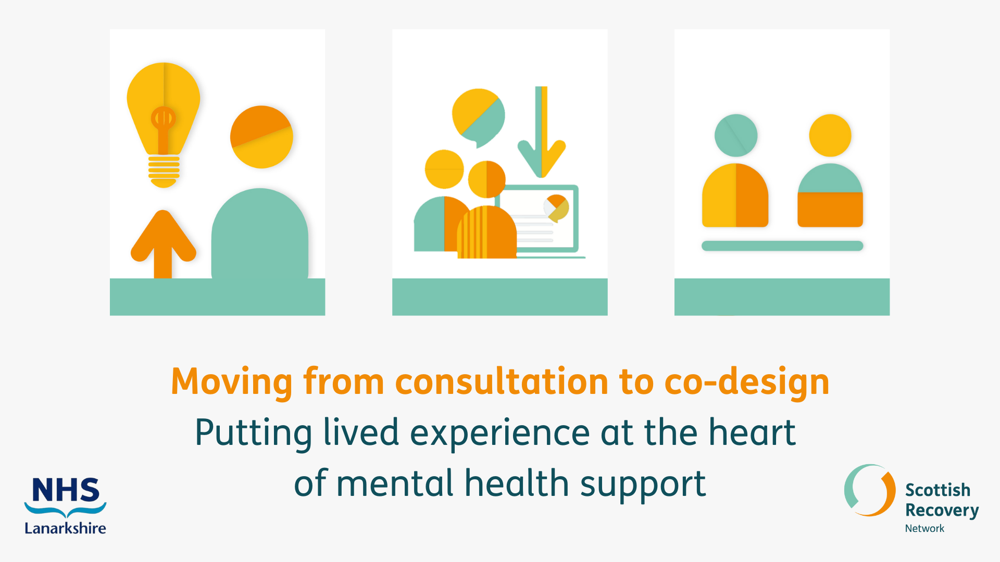 Moving from consultation to co-design
Putting lived experience at the heart
of mental health support
NHS
Lanarkshire
Scottish
Recovery
Network